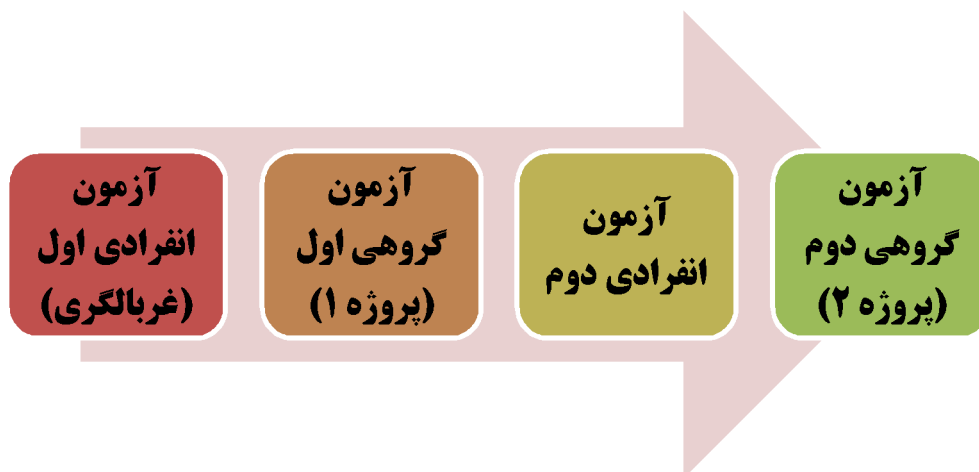 آزمون
انفرادی اول
(غربالگری)
آزمون
گروهی اول
(پروژه ۱)
آزمون
انفرادی دوم
آزمون
گروهی دوم
(پروژه ۲)